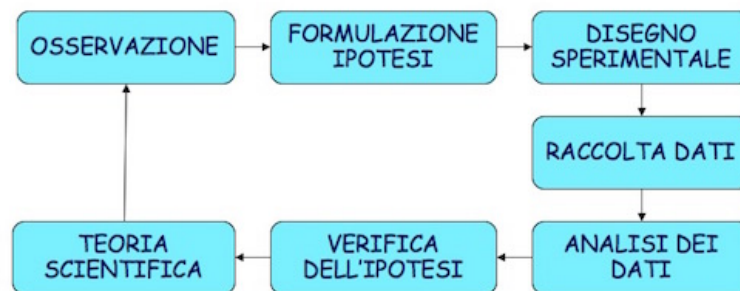 OSSERVAZIONE
FORMULAZIONE
IPOTESI
DISEGNO
SPERIMENTALE
RACCOLTA DATI
ANALISI DEI
DATI
VERIFICA
DELL'IPOTESI
TEORIA
SCIENTIFICA